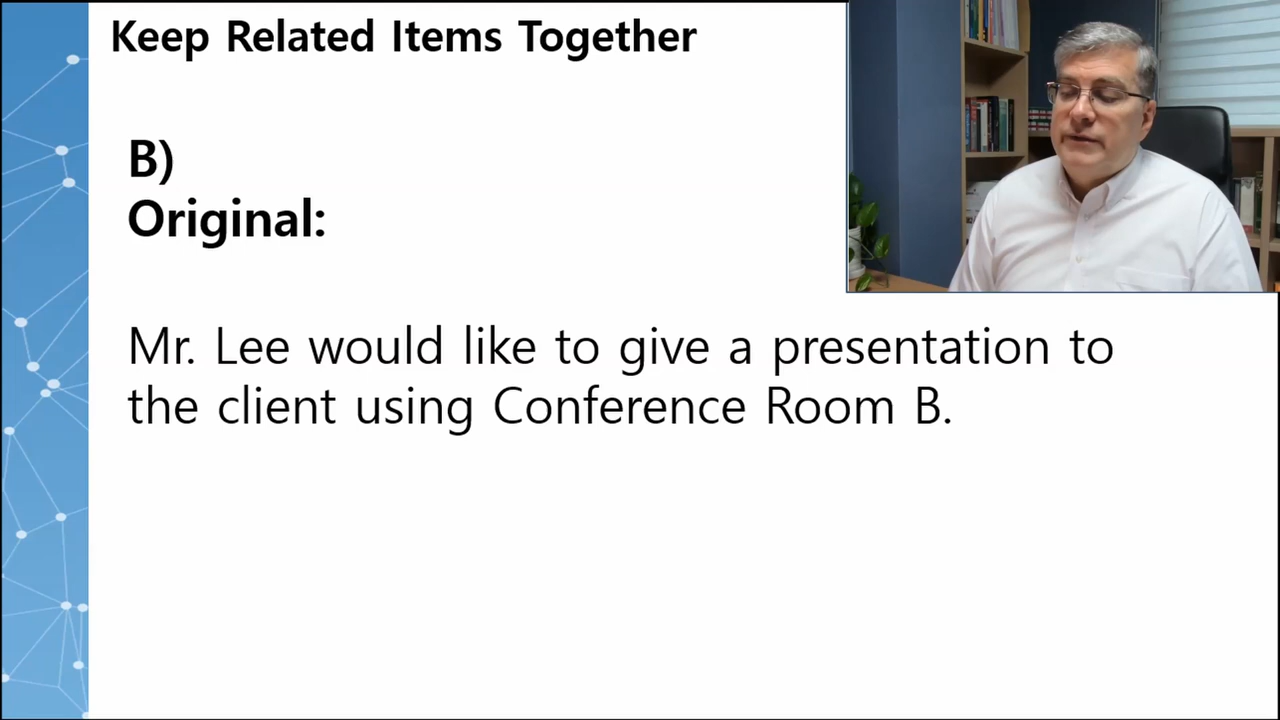 Keep Related Items Together
B)
Original:
Mr. Lee would like to give a presentation to
the client using Conference Room B.